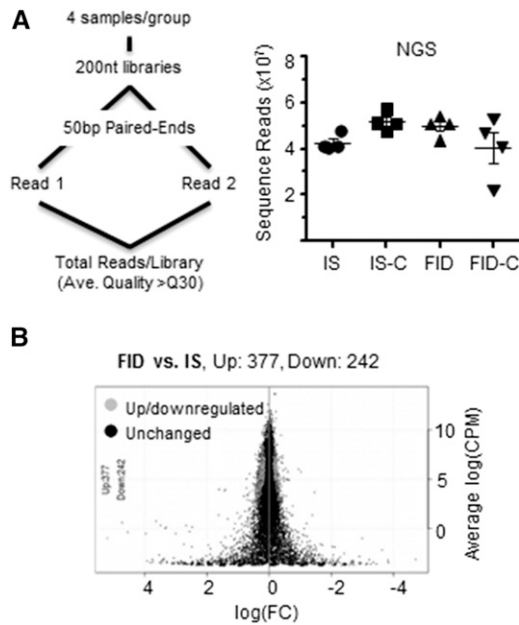 A
4 samples/group
200nt libraries
50bp Paired-Ends
Read 1
Read 2
Total Reads/Library
(Ave. Quality >Q30)
NGS
Sequence Reads (x10⁷)
8
6
4
2
IS
IS-C
FID
FID-C
B
FID vs. IS, Up: 377, Down: 242
Up/downregulated
Unchanged
Up:377
Down:242
10
5
0
Average log(CPM)
4
2
0
-2
-4
log(FC)